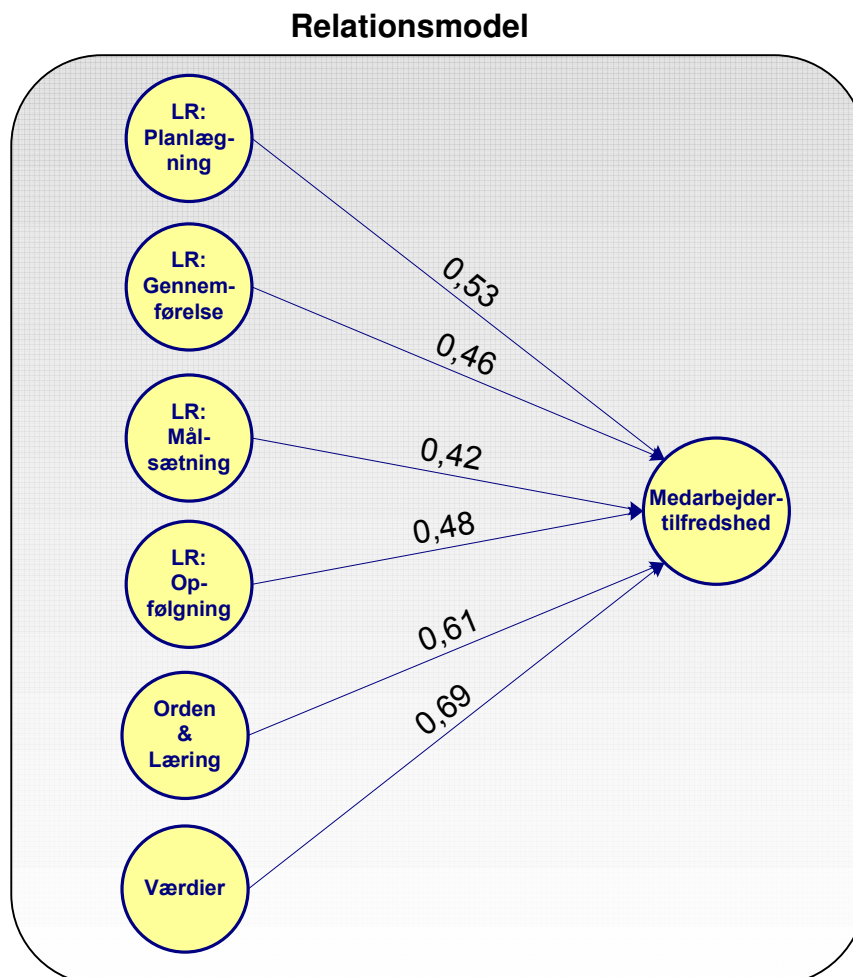 Relationsmodel
LR:
Planlæg-
ning
LR:
Gennem-
førelse
LR:
Mål-
sætning
LR:
Op-
følgning
Orden
&
Læring
Værdier
0,53
0,46
0,42
0,48
0,61
0,69
Medarbejder-
tilfredshed